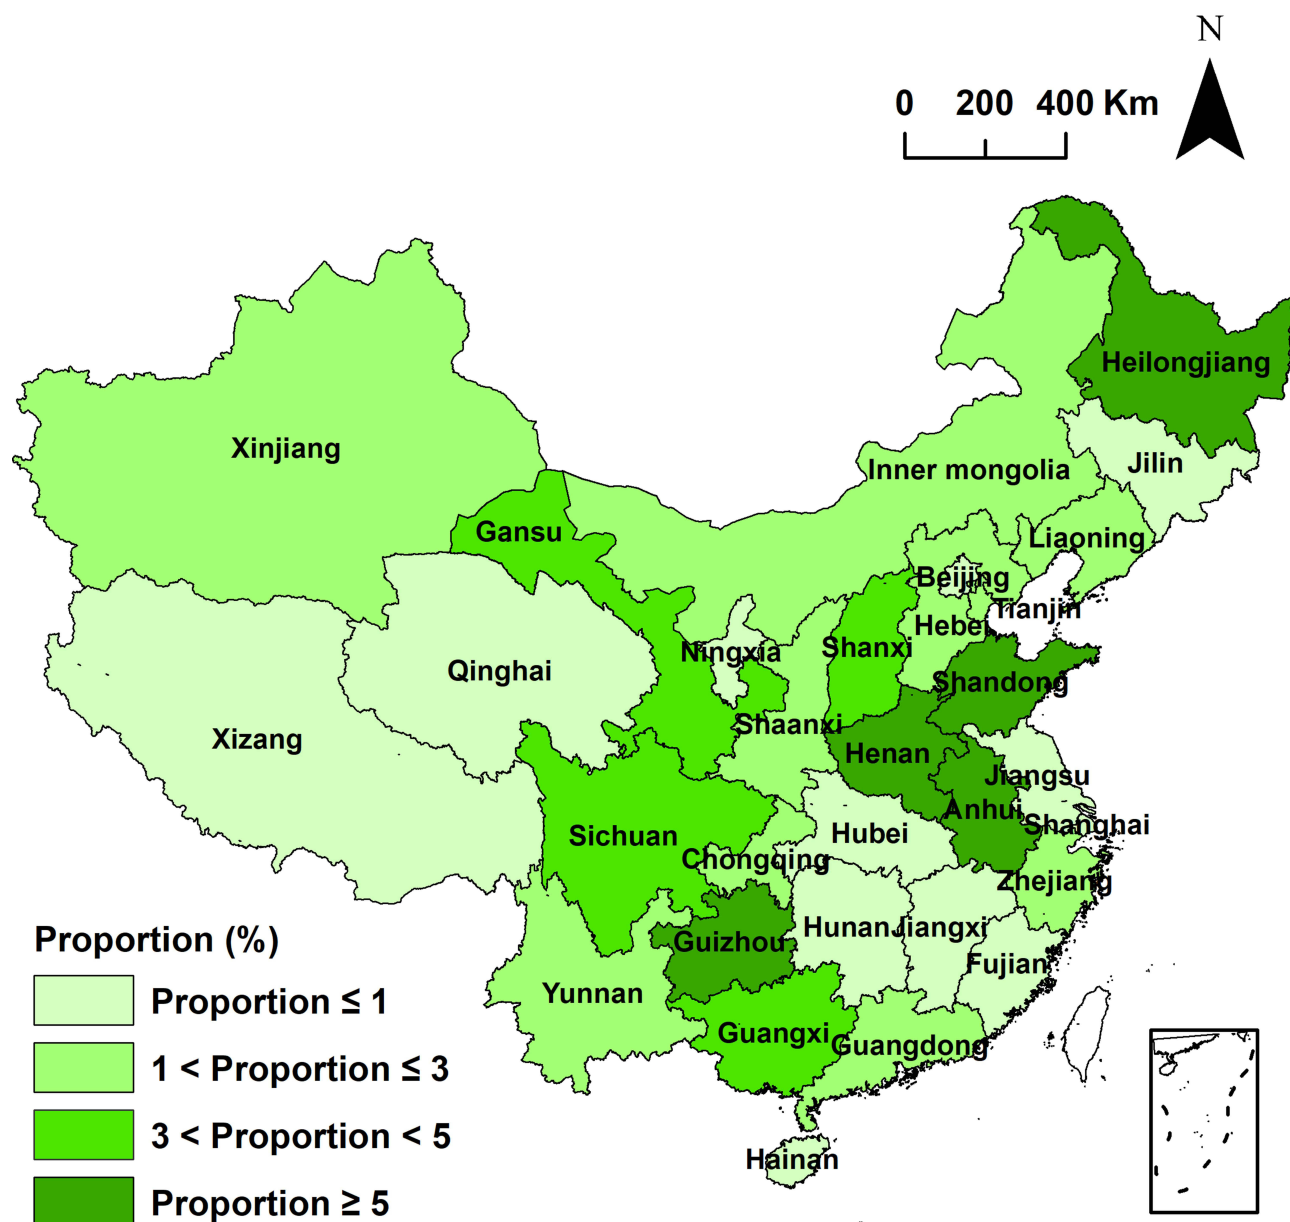 N
0 200 400 Km
Heilongjiang
Xinjiang
Inner mongolia
Jilin
Gansu
Liaoning
Beijing
Tianjin
Hebei
Shanxi
Ningxia
Qinghai
Shandong
Shaanxi
Xizang
Henan
Jiangsu
Anhui
Shanghai
Sichuan
Hubei
Chongqing
Zhejiang
Hunan
Jiangxi
Guizhou
Fujian
Yunnan
Guangxi
Guangdong
Hainan
Proportion (%)
Proportion ≤ 1
1 < Proportion ≤ 3
3 < Proportion < 5
Proportion ≥ 5